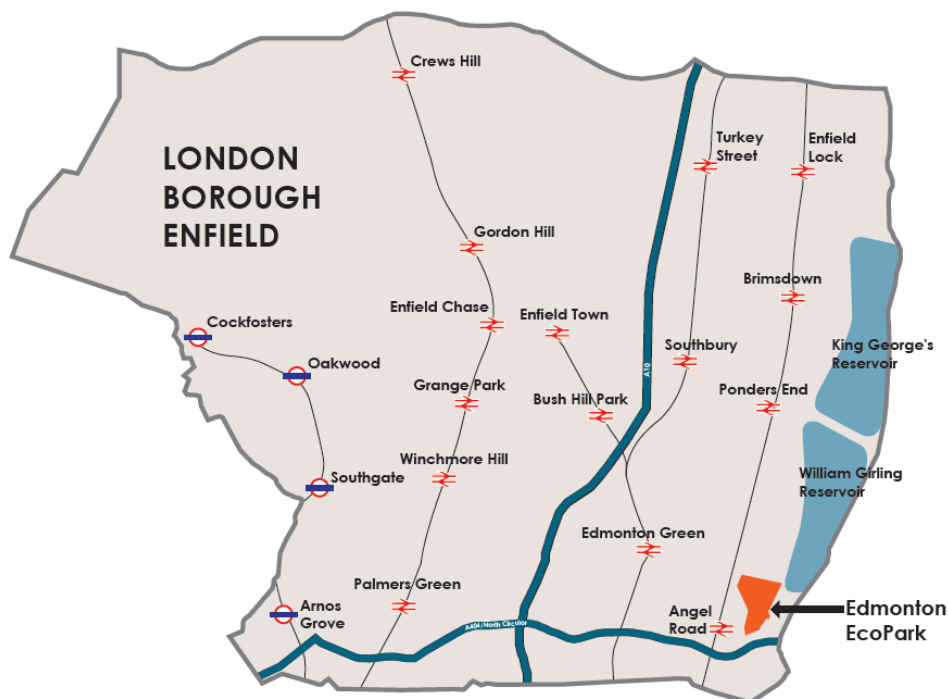 Crews Hill
Turkey
Street
Enfield
Lock
LONDON
BOROUGH
ENFIELD
Gordon Hill
Brimsdown
Enfield Chase
Enfield Town
Cockfosters
Southbury
King George's
Reservoir
Oakwood
A10
Grange Park
Bush Hill Park
Ponders End
Winchmore Hill
William Girling
Reservoir
Southgate
Edmonton Green
Palmers Green
Arnos
Grove
Angel
Road
Edmonton
EcoPark
A406/North Circular